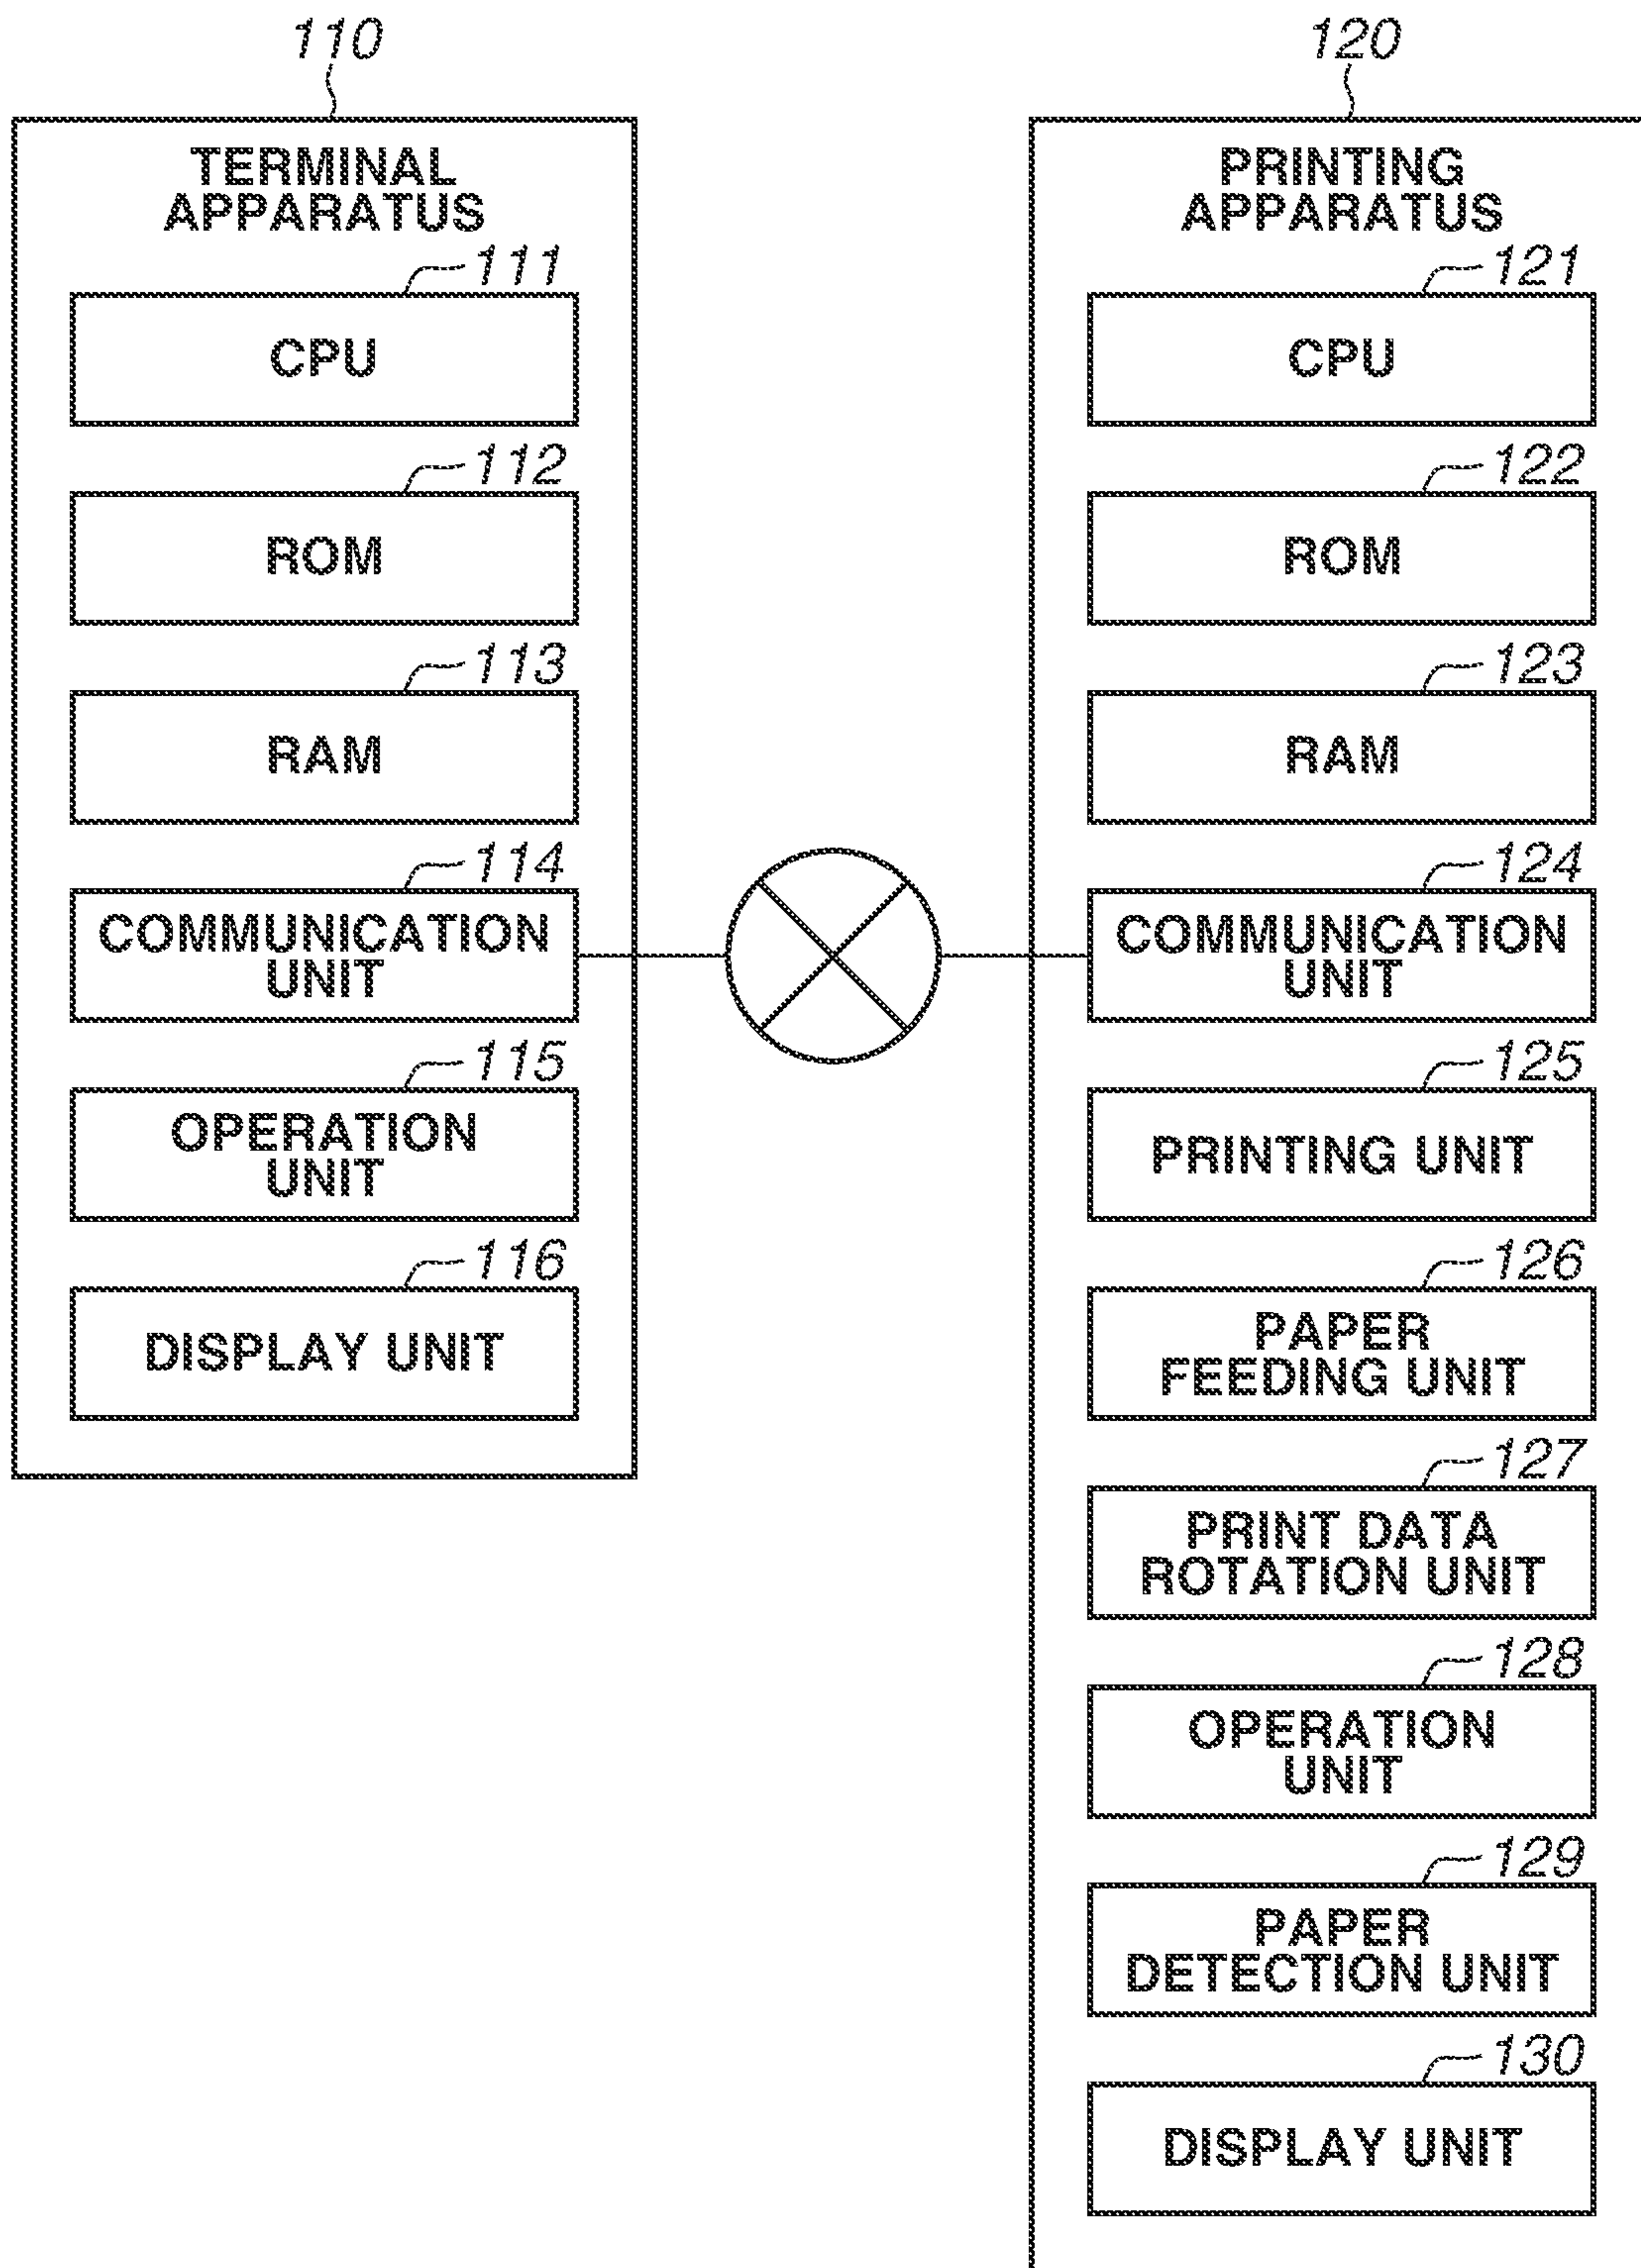 110
TERMINAL
APPARATUS
111
CPU
112
ROM
113
RAM
114
COMMUNICATION
UNIT
115
OPERATION
UNIT
116
DISPLAY UNIT
120
PRINTING
APPARATUS
121
CPU
122
ROM
123
RAM
124
COMMUNICATION
UNIT
125
PRINTING UNIT
126
PAPER
FEEDING UNIT
127
PRINT DATA
ROTATION UNIT
128
OPERATION
UNIT
129
PAPER
DETECTION UNIT
130
DISPLAY UNIT